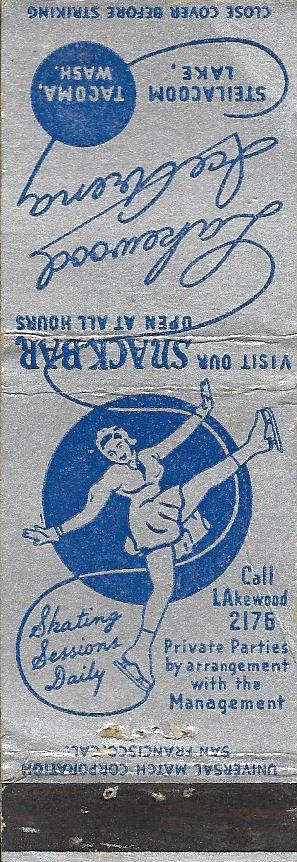 CLOSE COVER BEFORE STRIKING
STEILACOOM
LAKE,
TACOMA,
WASH.
Lakewood
Ice Arena
VISIT OUR SNACK BAR
OPEN AT ALL HOURS
Call
LAkewood
2176
Skating
Sessions
Daily
Private Parties
by arrangement
with the
Management
UNIVERSAL MATCH CORPORATION
SAN FRANCISCO, CAL.